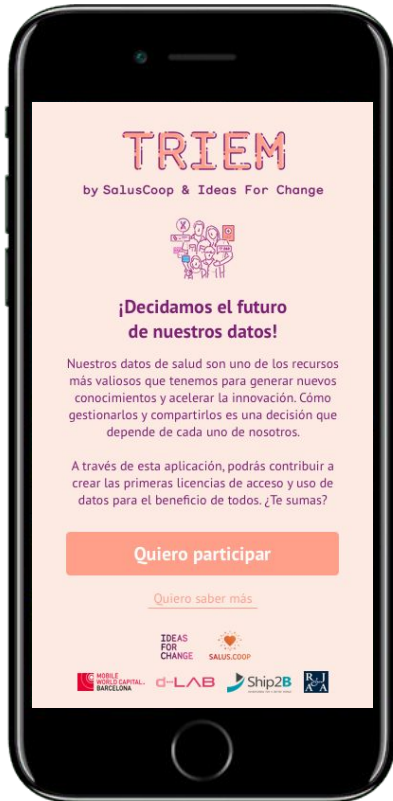 TRIEM
by SalusCoop & Ideas For Change
¡Decidamos el futuro
de nuestros datos!
Nuestros datos de salud son uno de los recursos
más valiosos que tenemos para generar nuevos
conocimientos y acelerar la innovación. Cómo
gestionarlos y compartirlos es una decisión que
depende de cada uno de nosotros.
A través de esta aplicación, podrás contribuir a
crear las primeras licencias de acceso y uso de
datos para el beneficio de todos. ¿Te sumas?
Quiero participar
Quiero saber más
IDEAS
FOR
CHANGE
SALUS.COOP
MOBILE
WORLD CAPITAL.
BARCELONA
d-LAB
Ship2B